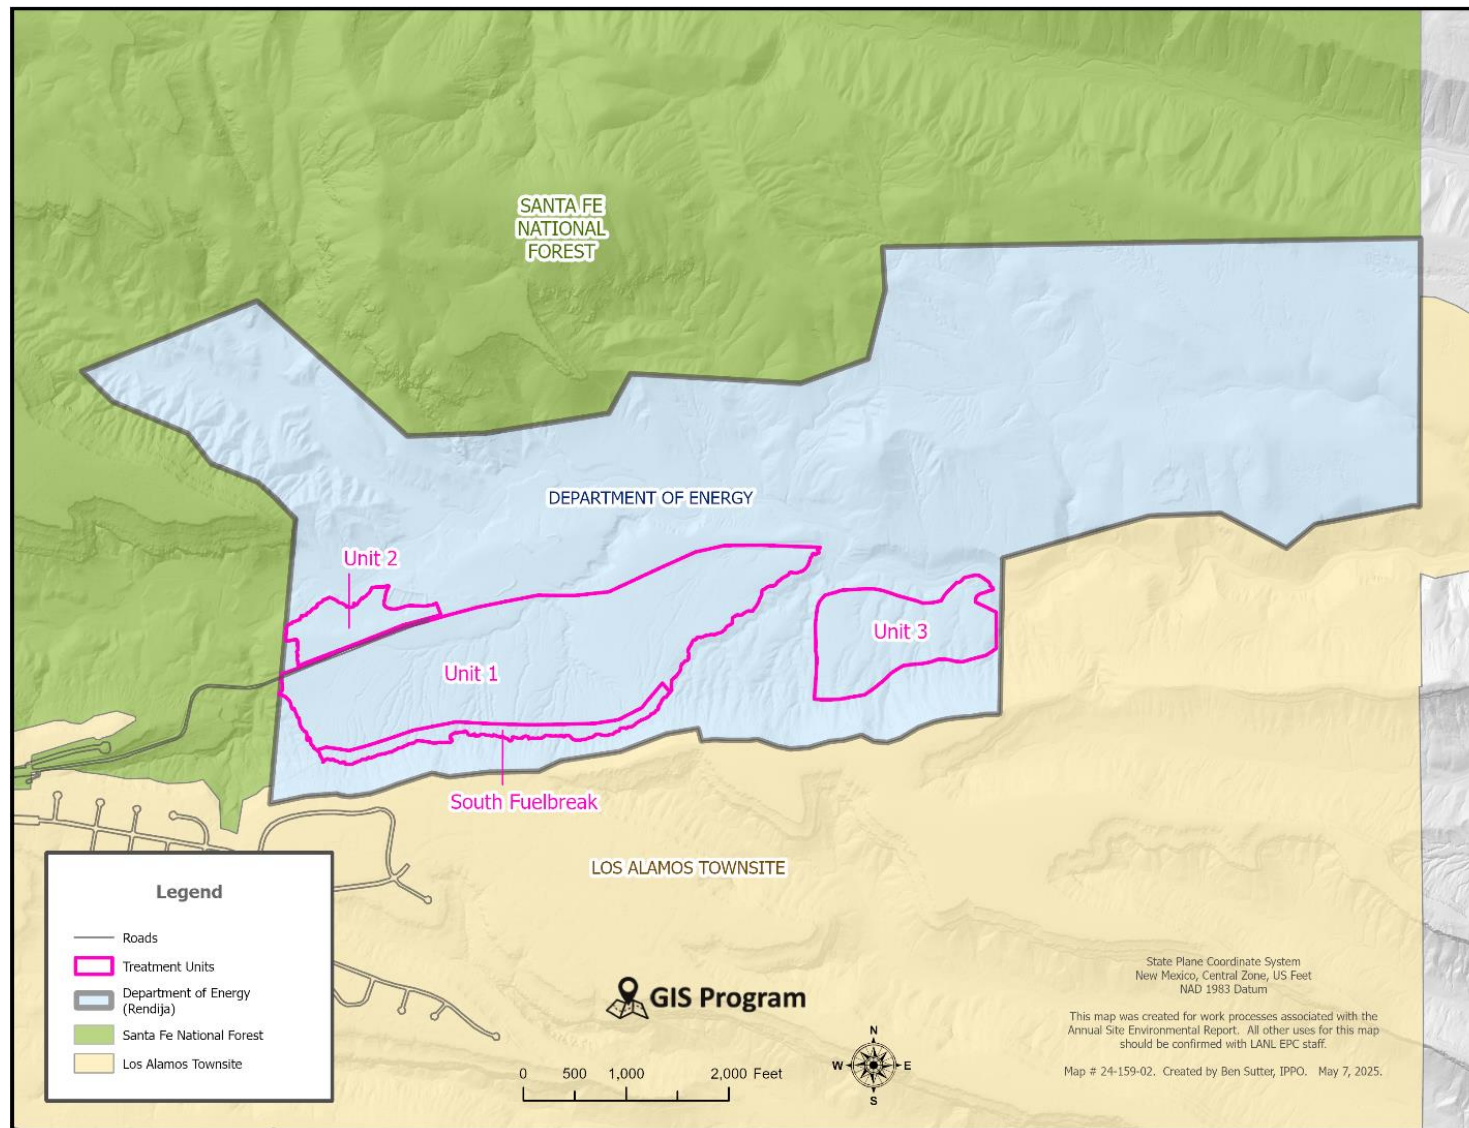 SANTA FE
NATIONAL
FOREST
DEPARTMENT OF ENERGY
Unit 2
Unit 3
Unit 1
South Fuelbreak
LOS ALAMOS TOWNSITE
Legend
Roads
Treatment Units
Department of Energy
(Rendija)
Santa Fe National Forest
Los Alamos Townsite
GIS Program
0 500 1,000 2,000 Feet
N
W E
S
State Plane Coordinate System
New Mexico, Central Zone, US Feet
NAD 1983 Datum
This map was created for work processes associated with the
Annual Site Environmental Report. All other uses for this map
should be confirmed with LANL EPC staff.
Map # 24-159-02. Created by Ben Sutter, IPPO. May 7, 2025.